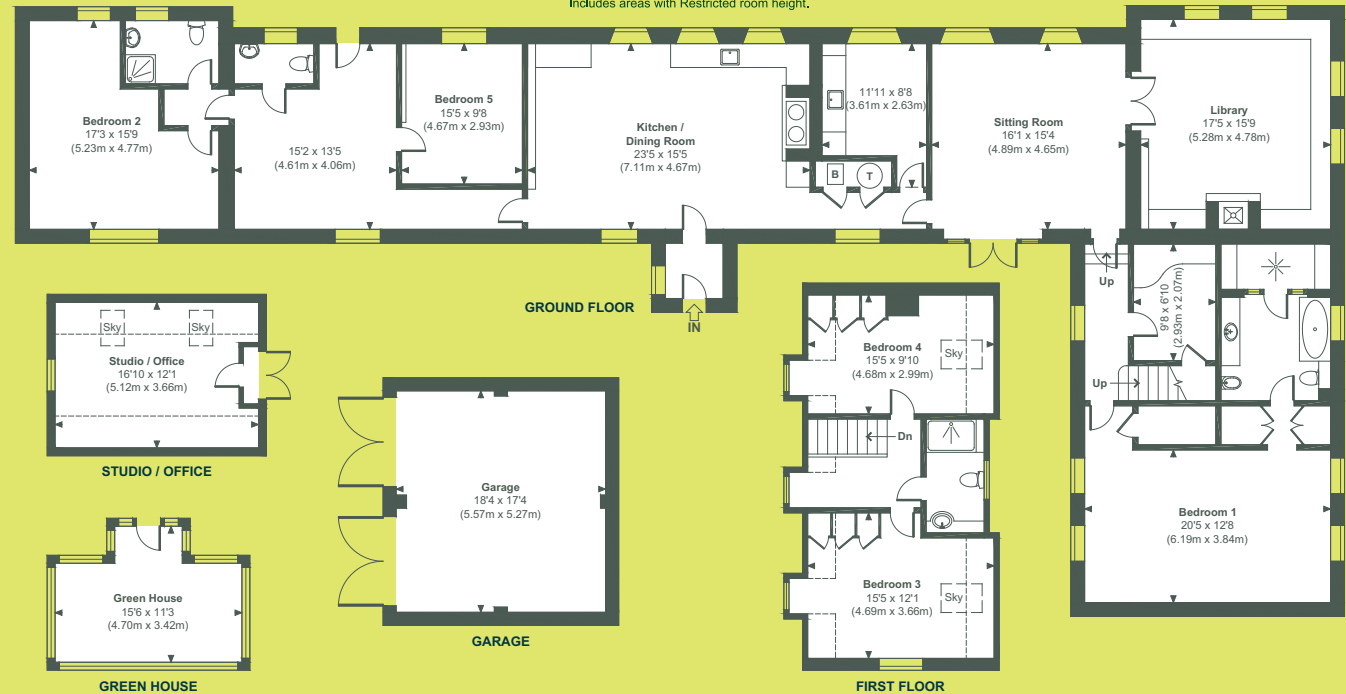 Includes areas with Restricted room height.
Bedroom 2
17'3 x 15'9
(5.23m x 4.77m)
15'2 x 13'5
(4.61m x 4.06m)
Bedroom 5
15'5 x 9'8
(4.67m x 2.93m)
Kitchen /
Dining Room
23'5 x 15'5
(7.11m x 4.67m)
11'11 x 8'8
(3.61m x 2.63m)
B
T
Sitting Room
16'1 x 15'4
(4.89m x 4.65m)
Library
17'5 x 15'9
(5.28m x 4.78m)
Up
9'8 x 6'10
(2.93m x 2.07m)
Up
Bedroom 1
20'5 x 12'8
(6.19m x 3.84m)
GROUND FLOOR
IN
Sky
Sky
Studio / Office
16'10 x 12'1
(5.12m x 3.66m)
STUDIO / OFFICE
Green House
15'6 x 11'3
(4.70m x 3.42m)
GREEN HOUSE
Garage
18'4 x 17'4
(5.57m x 5.27m)
GARAGE
Bedroom 4
15'5 x 9'10
(4.68m x 2.99m)
Sky
Dn
Bedroom 3
15'5 x 12'1
(4.69m x 3.66m)
Sky
FIRST FLOOR